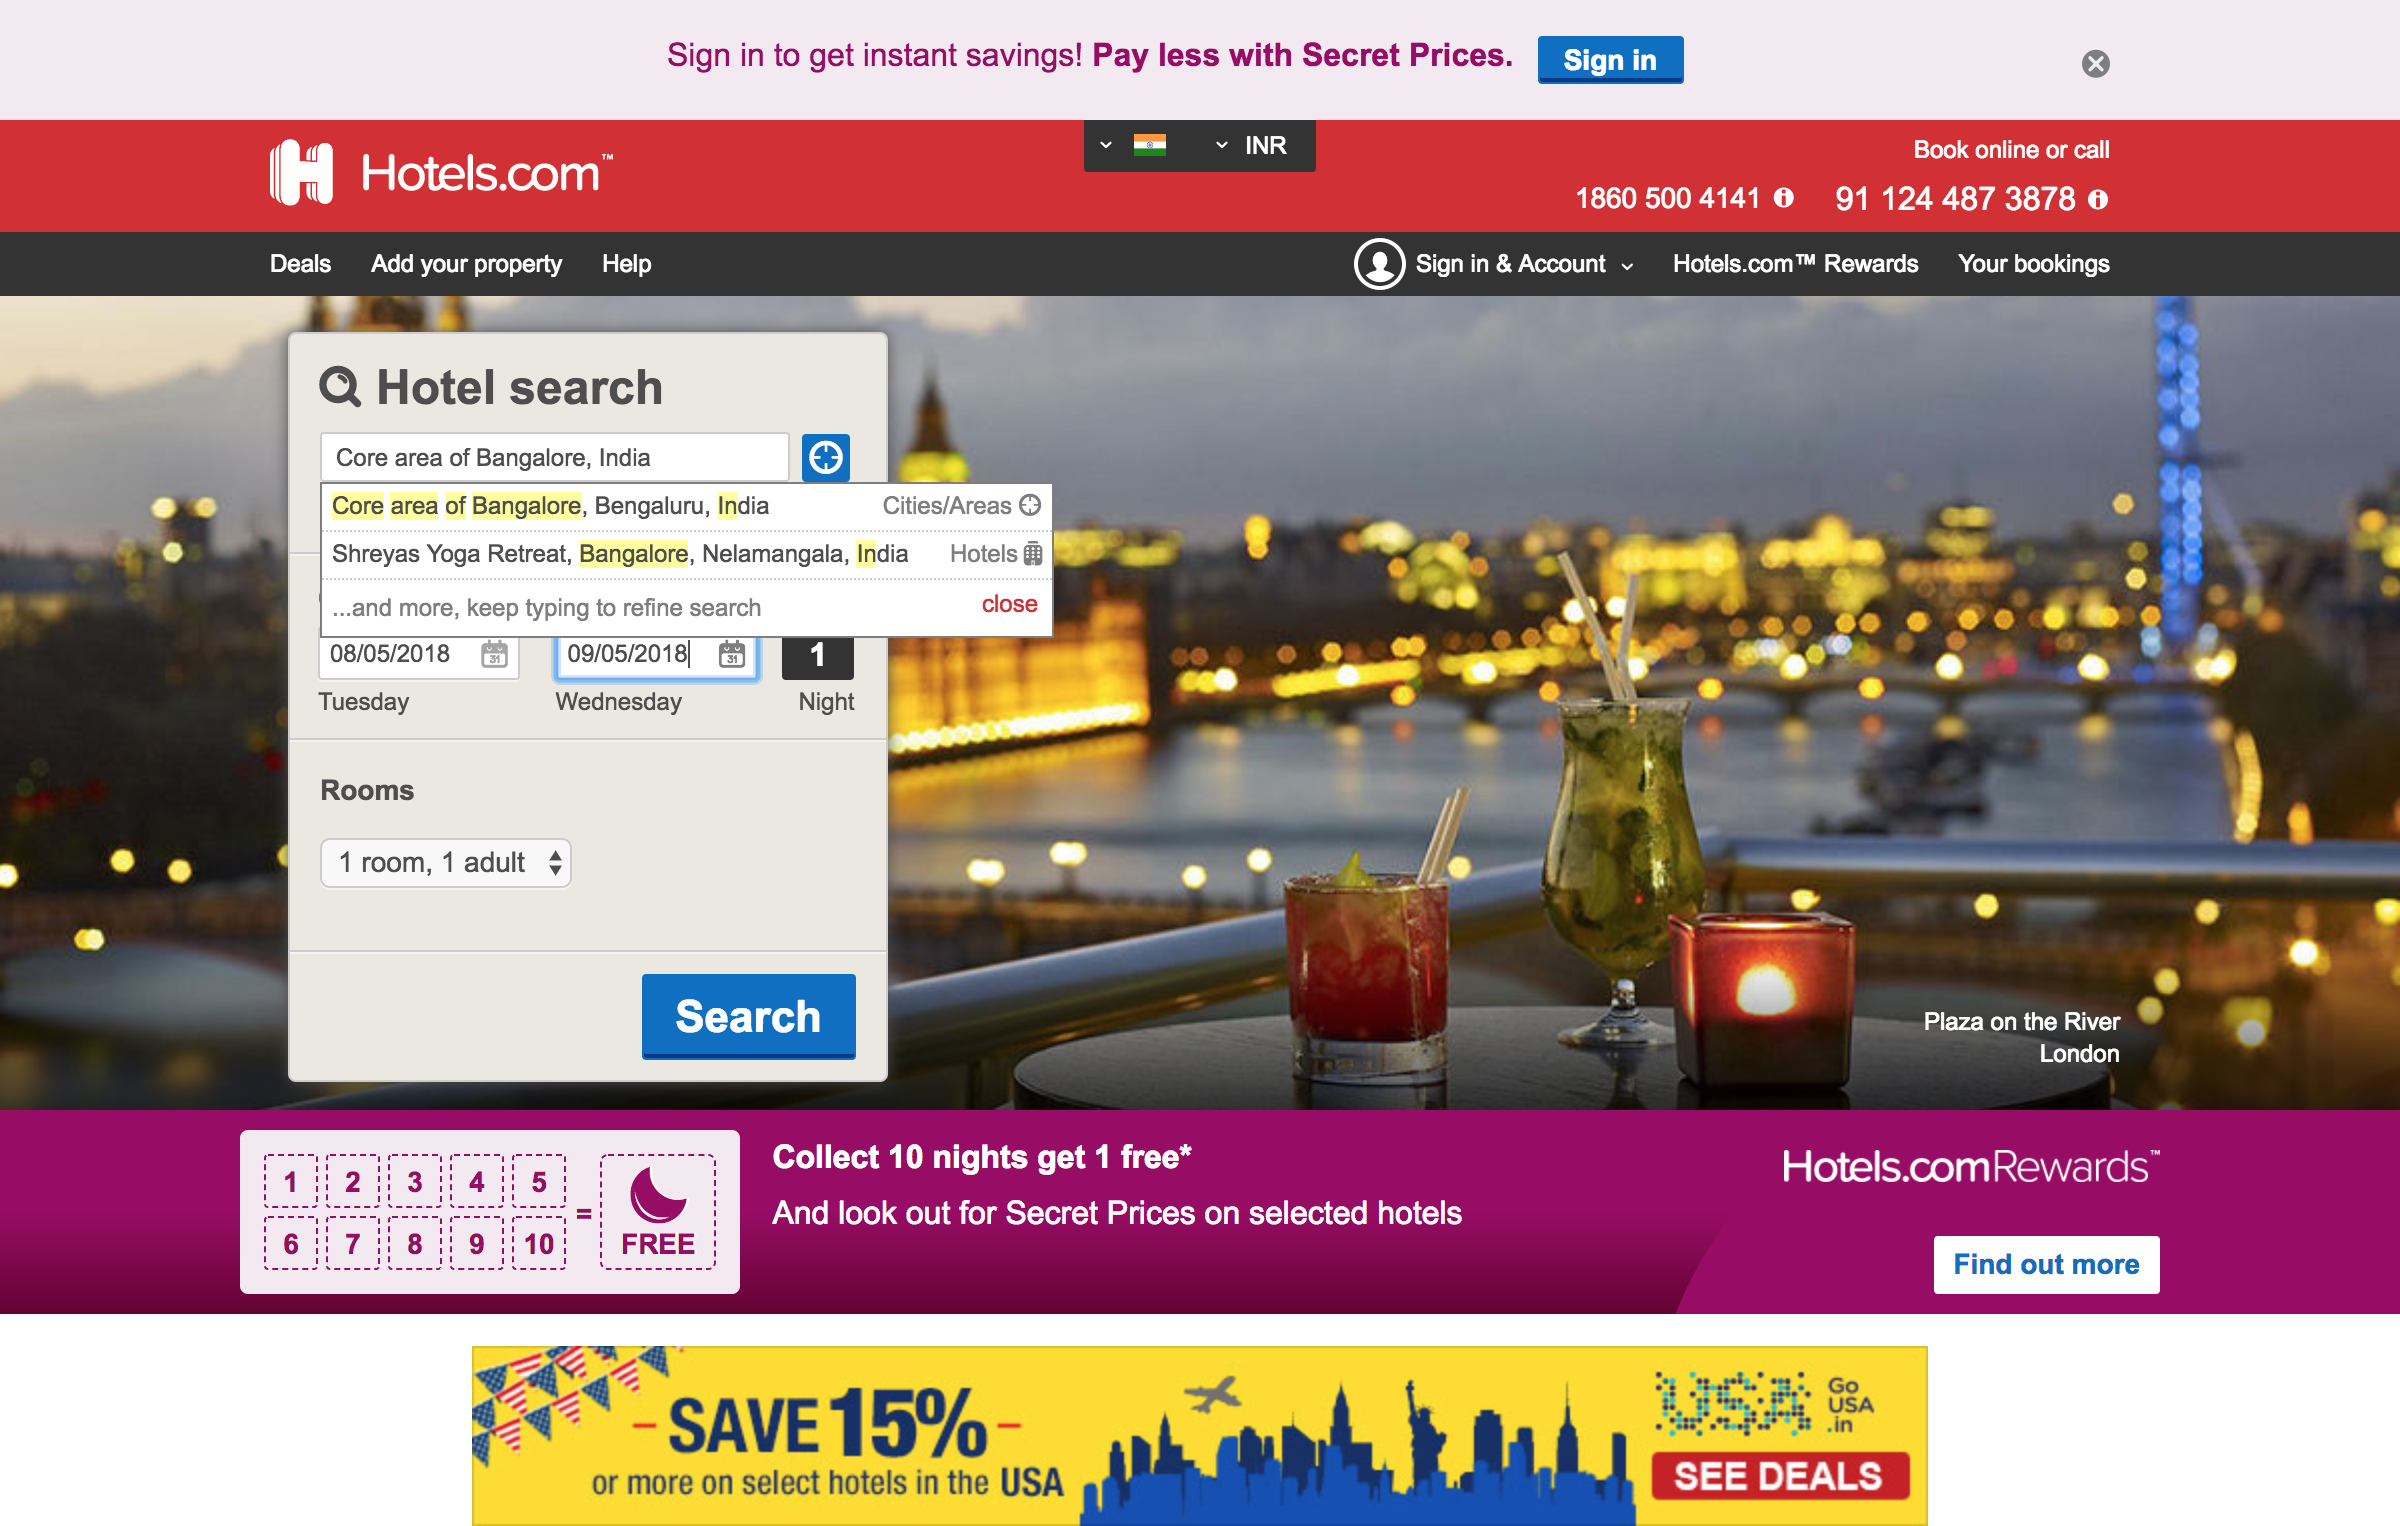 Sign in to get instant savings! Pay less with Secret Prices. Sign in
Hotels.com™
INR
Book online or call
1860 500 4141 91 124 487 3878
Deals Add your property Help
Sign in & Account Hotels.com™ Rewards Your bookings
Hotel search
Core area of Bangalore, India
Core area of Bangalore, Bengaluru, India Cities/Areas
Shreyas Yoga Retreat, Bangalore, Nelamangala, India Hotels
...and more, keep typing to refine search close
08/05/2018 31 09/05/2018 31 1
Tuesday Wednesday Night
Rooms
1 room, 1 adult
Search
Plaza on the River
London
1 2 3 4 5
6 7 8 9 10
=
FREE
Collect 10 nights get 1 free*
And look out for Secret Prices on selected hotels
Hotels.comRewards™
Find out more
SAVE 15%
or more on select hotels in the USA
USA
Go
USA
.in
SEE DEALS